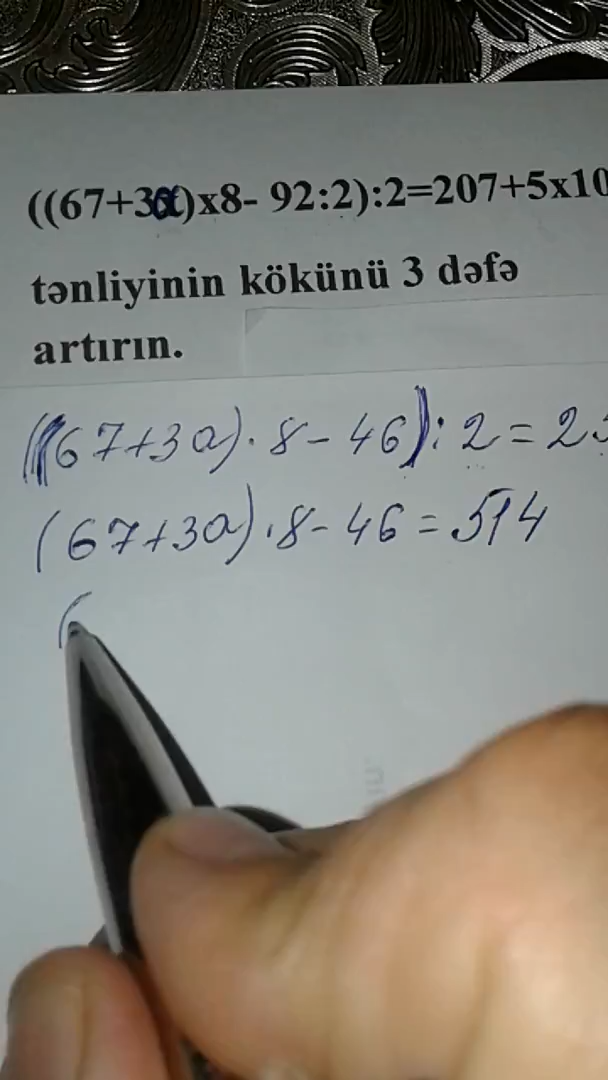 ((67+3a)x8- 92:2):2=207+5x10
tənliyinin kökünü 3 dəfə
artırın.
((67+3a)·8-46):2=25
(67+3a)·8-46=514
(